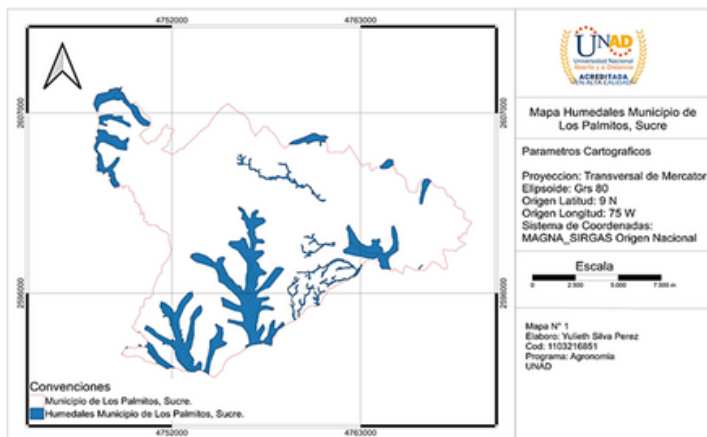 4752000
4763000
2607000
2607000
2596000
2596000
Convenciones
Municipio de Los Palmitos, Sucre.
Humedales Municipio de Los Palmitos, Sucre.
4752000
4763000
UNAD
Universidad Nacional
Abierta y a Distancia
ACREDITADA
EN ALTA CALIDAD
Mapa Humedales Municipio de
Los Palmitos, Sucre
Parametros Cartograficos
Proyeccion: Transversal de Mercator
Elipsoide: Grs 80
Origen Latitud: 9 N
Origen Longitud: 75 W
Sistema de Coordenadas:
MAGNA_SIRGAS Origen Nacional
Escala
0 2.500 5.000 7.500 m
Mapa N° 1
Elaboro: Yulieth Silva Perez
Cod: 1103216851
Programa: Agronomia
UNAD